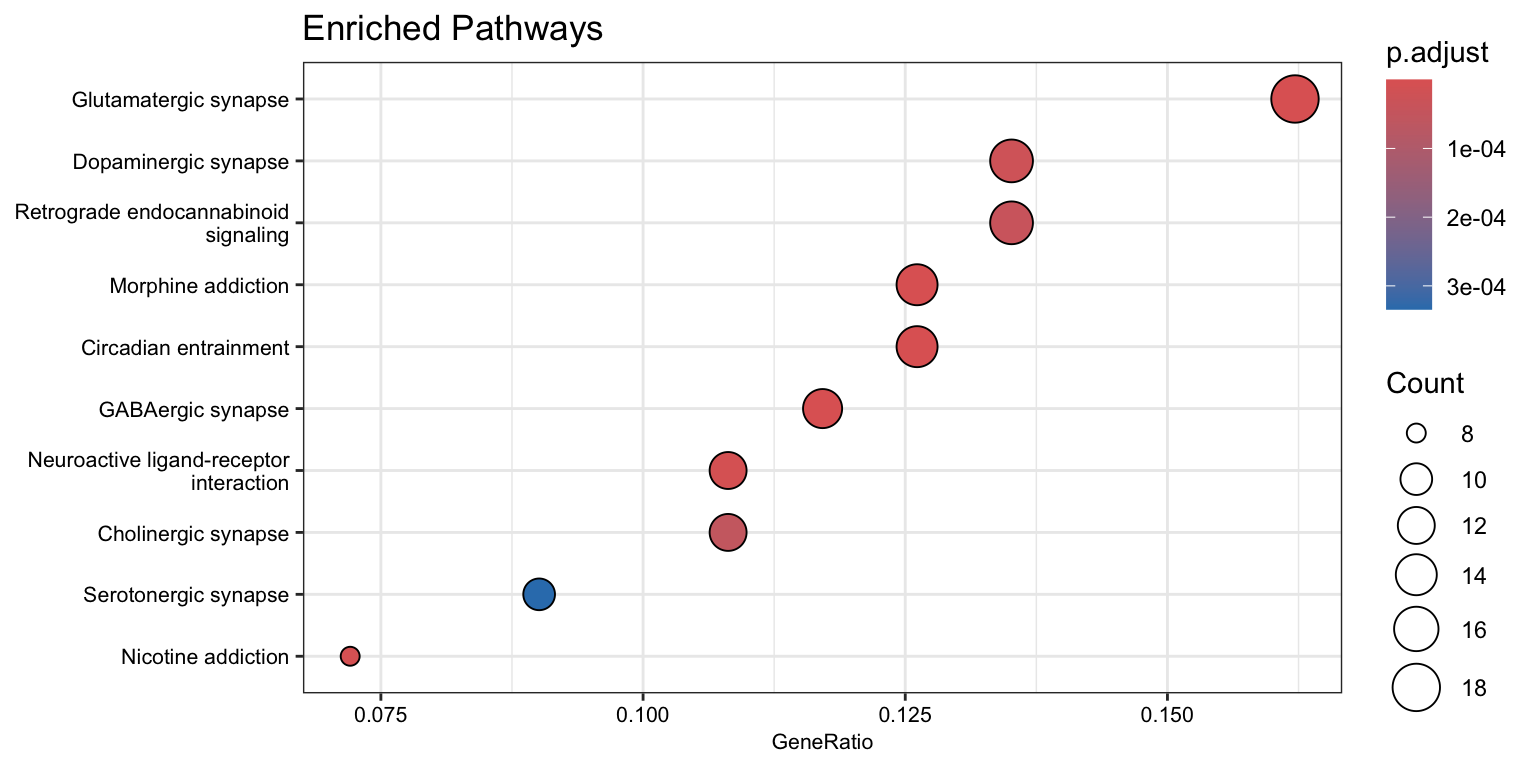 Enriched Pathways
Glutamatergic synapse
Dopaminergic synapse
Retrograde endocannabinoid
signaling
Morphine addiction
Circadian entrainment
GABAergic synapse
Neuroactive ligand-receptor
interaction
Cholinergic synapse
Serotonergic synapse
Nicotine addiction
0.075 0.100 0.125 0.150
GeneRatio
p.adjust
1e-04
2e-04
3e-04
Count
8
10
12
14
16
18